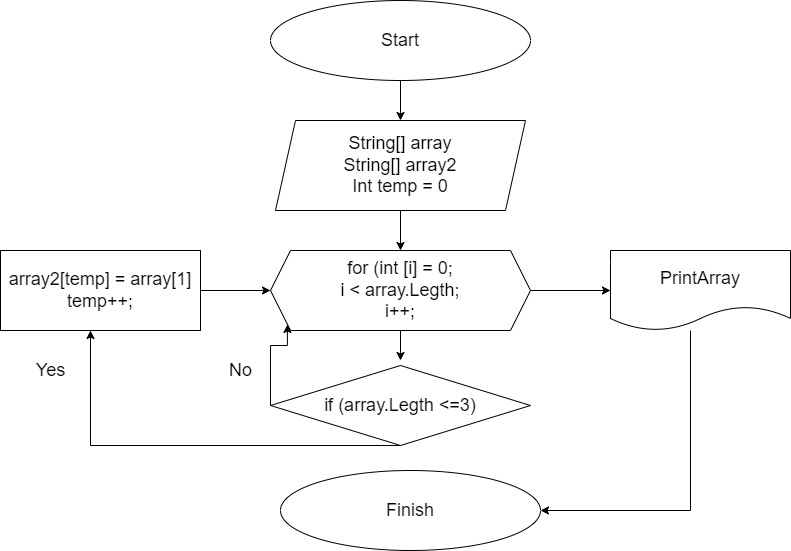 Start
String[] array
String[] array2
Int temp = 0
array2[temp] = array[1]
temp++;
for (int [i] = 0;
i < array.Legth;
i++;
PrintArray
Yes
No
if (array.Legth <=3)
Finish